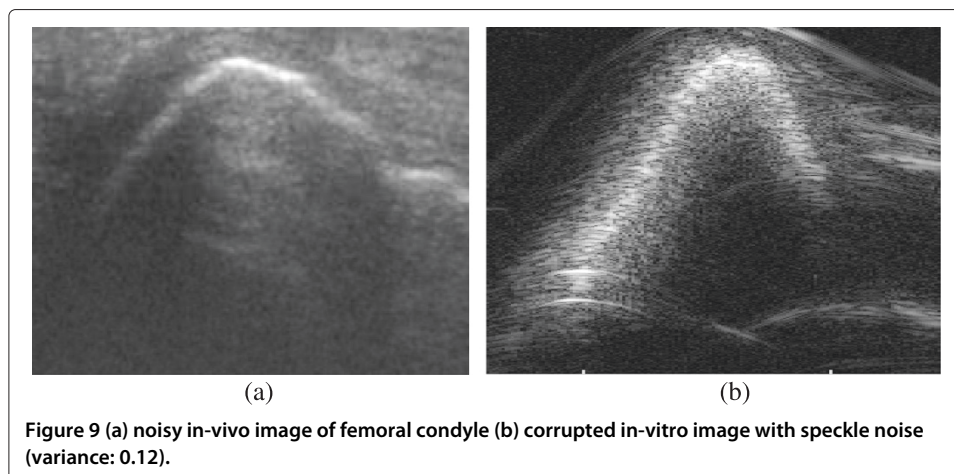 (a)
(b)
Figure 9 (a) noisy in-vivo image of femoral condyle (b) corrupted in-vitro image with speckle noise
(variance: 0.12).